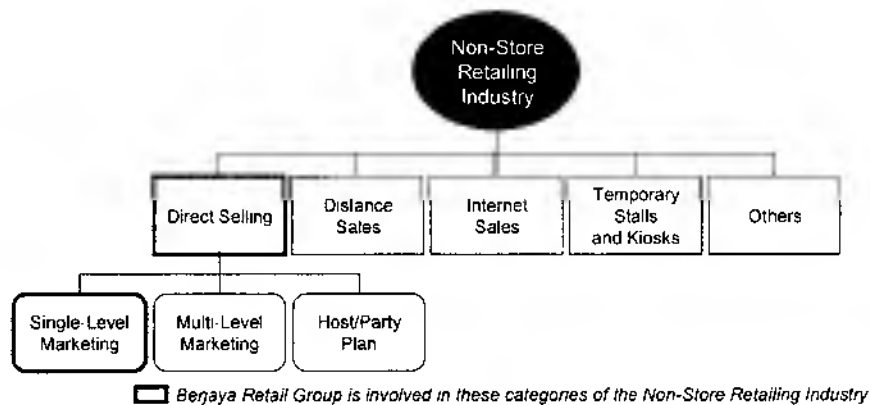 Non-Store
Retailing
Industry
Direct Selling
Distance
Sales
Internet
Sales
Temporary
Stalls
and Kiosks
Others
Single-Level
Marketing
Multi-Level
Marketing
Host/Party
Plan
Berjaya Retail Group is involved in these categories of the Non-Store Retailing Industry